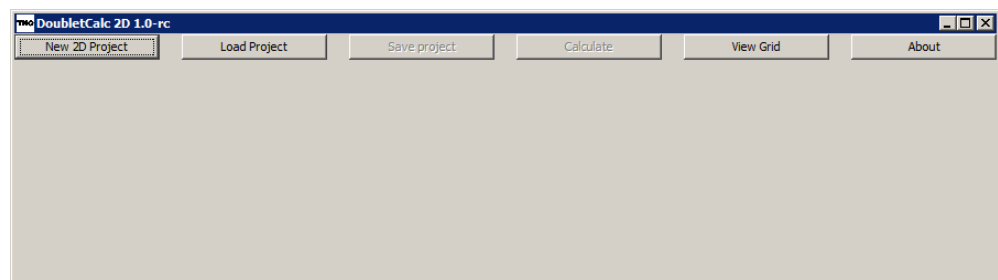 TNO DoubletCalc 2D 1.0-rc
New 2D Project Load Project Save project Calculate View Grid About